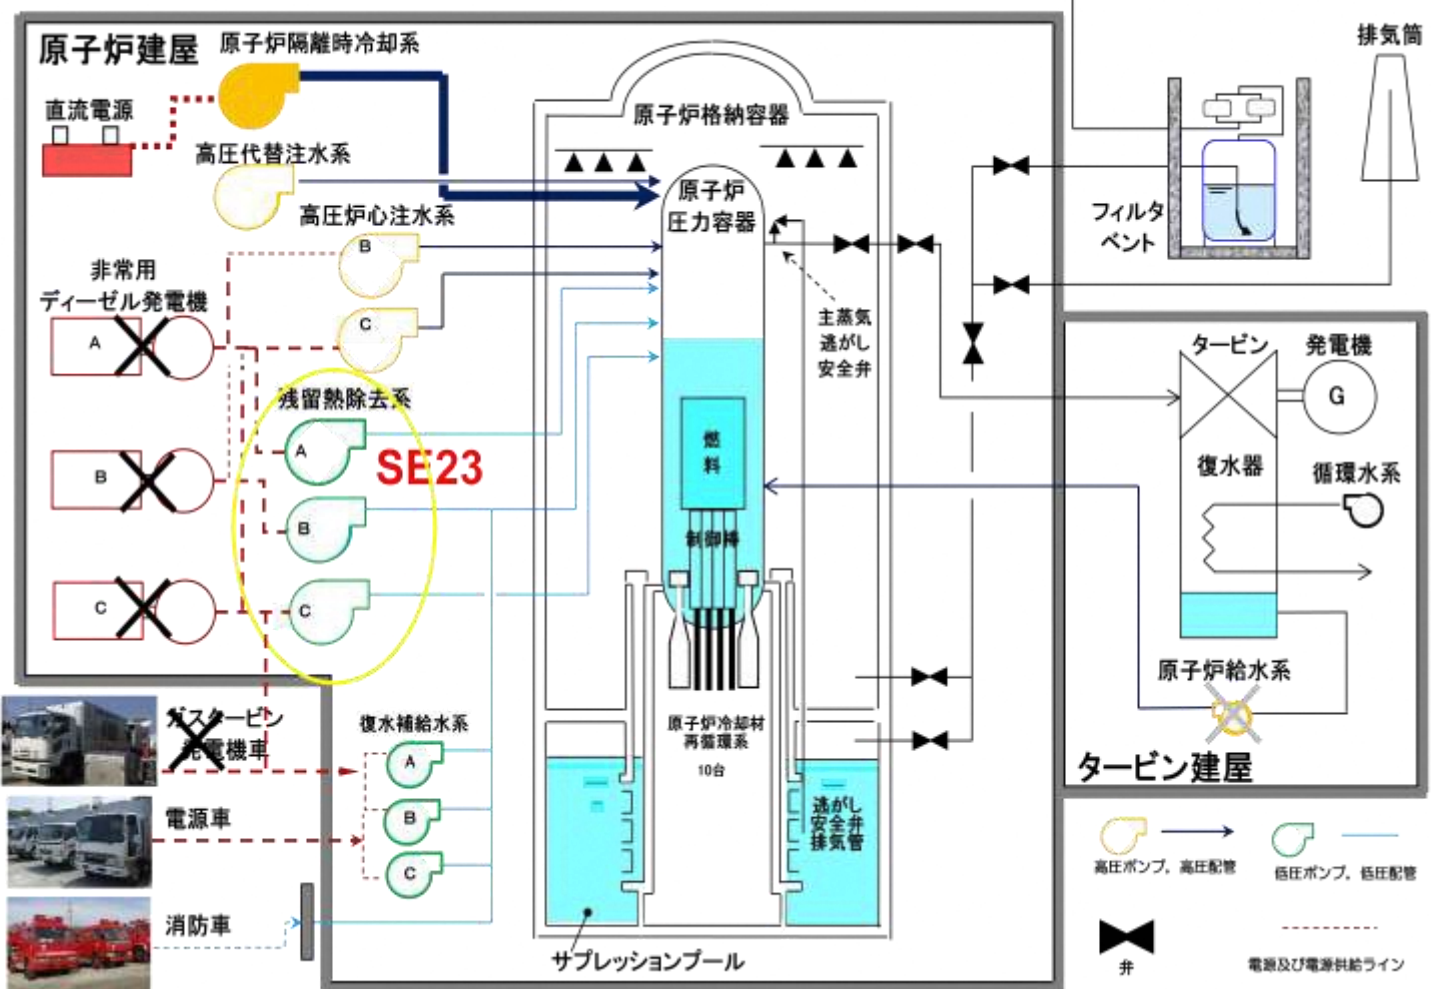 原子炉建屋
原子炉隔離時冷却系
直流電源
高圧代替注水系
高圧炉心注水系
B
C
非常用
ディーゼル発電機
A
B
C
残留熱除去系
A
SE23
B
C
ガスタービン
発電機車
電源車
消防車
復水補給水系
A
B
C
原子炉格納容器
原子炉
圧力容器
主蒸気
逃がし
安全弁
燃
料
制御棒
原子炉冷却材
再循環系
10台
逃がし
安全弁
排気管
サプレッションプール
排気筒
フィルタ
ベント
タービン
発電機
G
復水器
循環水系
原子炉給水系
タービン建屋
高圧ポンプ，高圧配管
低圧ポンプ，低圧配管
弁
電源及び電源供給ライン